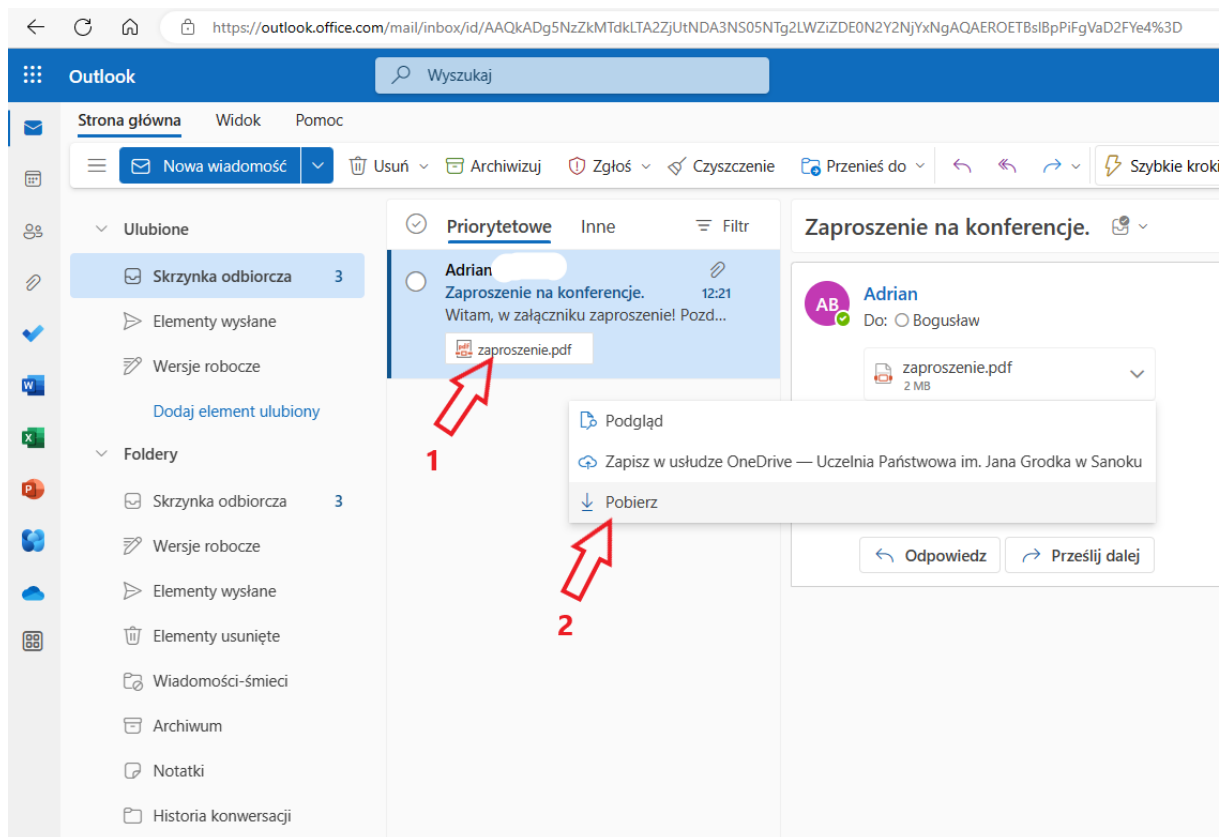 https://outlook.office.com/mail/inbox/id/AAQkADg5NzZkMTdkLTA2ZjUtNDA3NS05NTg2LWZiZDE0N2Y2NjYxNgAQAEROETBslBpPiFgVaD2FYe4%3D
Outlook
Wyszukaj
Strona główna Widok Pomoc
Nowa wiadomość Usuń Archiwizuj Zgłoś Czyszczenie Przenieś do Szybkie kroki
Ulubione
Skrzynka odbiorcza 3
Elementy wysłane
Wersje robocze
Dodaj element ulubiony
Foldery
Skrzynka odbiorcza 3
Wersje robocze
Elementy wysłane
Elementy usunięte
Wiadomości-śmieci
Archiwum
Notatki
Historia konwersacji
Priorytetowe Inne Filtr
Adrian
Zaproszenie na konferencje. 12:21
Witam, w załączniku zaproszenie! Pozd...
pdf
zaproszenie.pdf
1
Zaproszenie na konferencje.
AB
Adrian
Do: Bogusław
zaproszenie.pdf
2 MB
Podgląd
Zapisz w usłudze OneDrive — Uczelnia Państwowa im. Jana Grodka w Sanoku
Pobierz
2
Odpowiedz Prześlij dalej